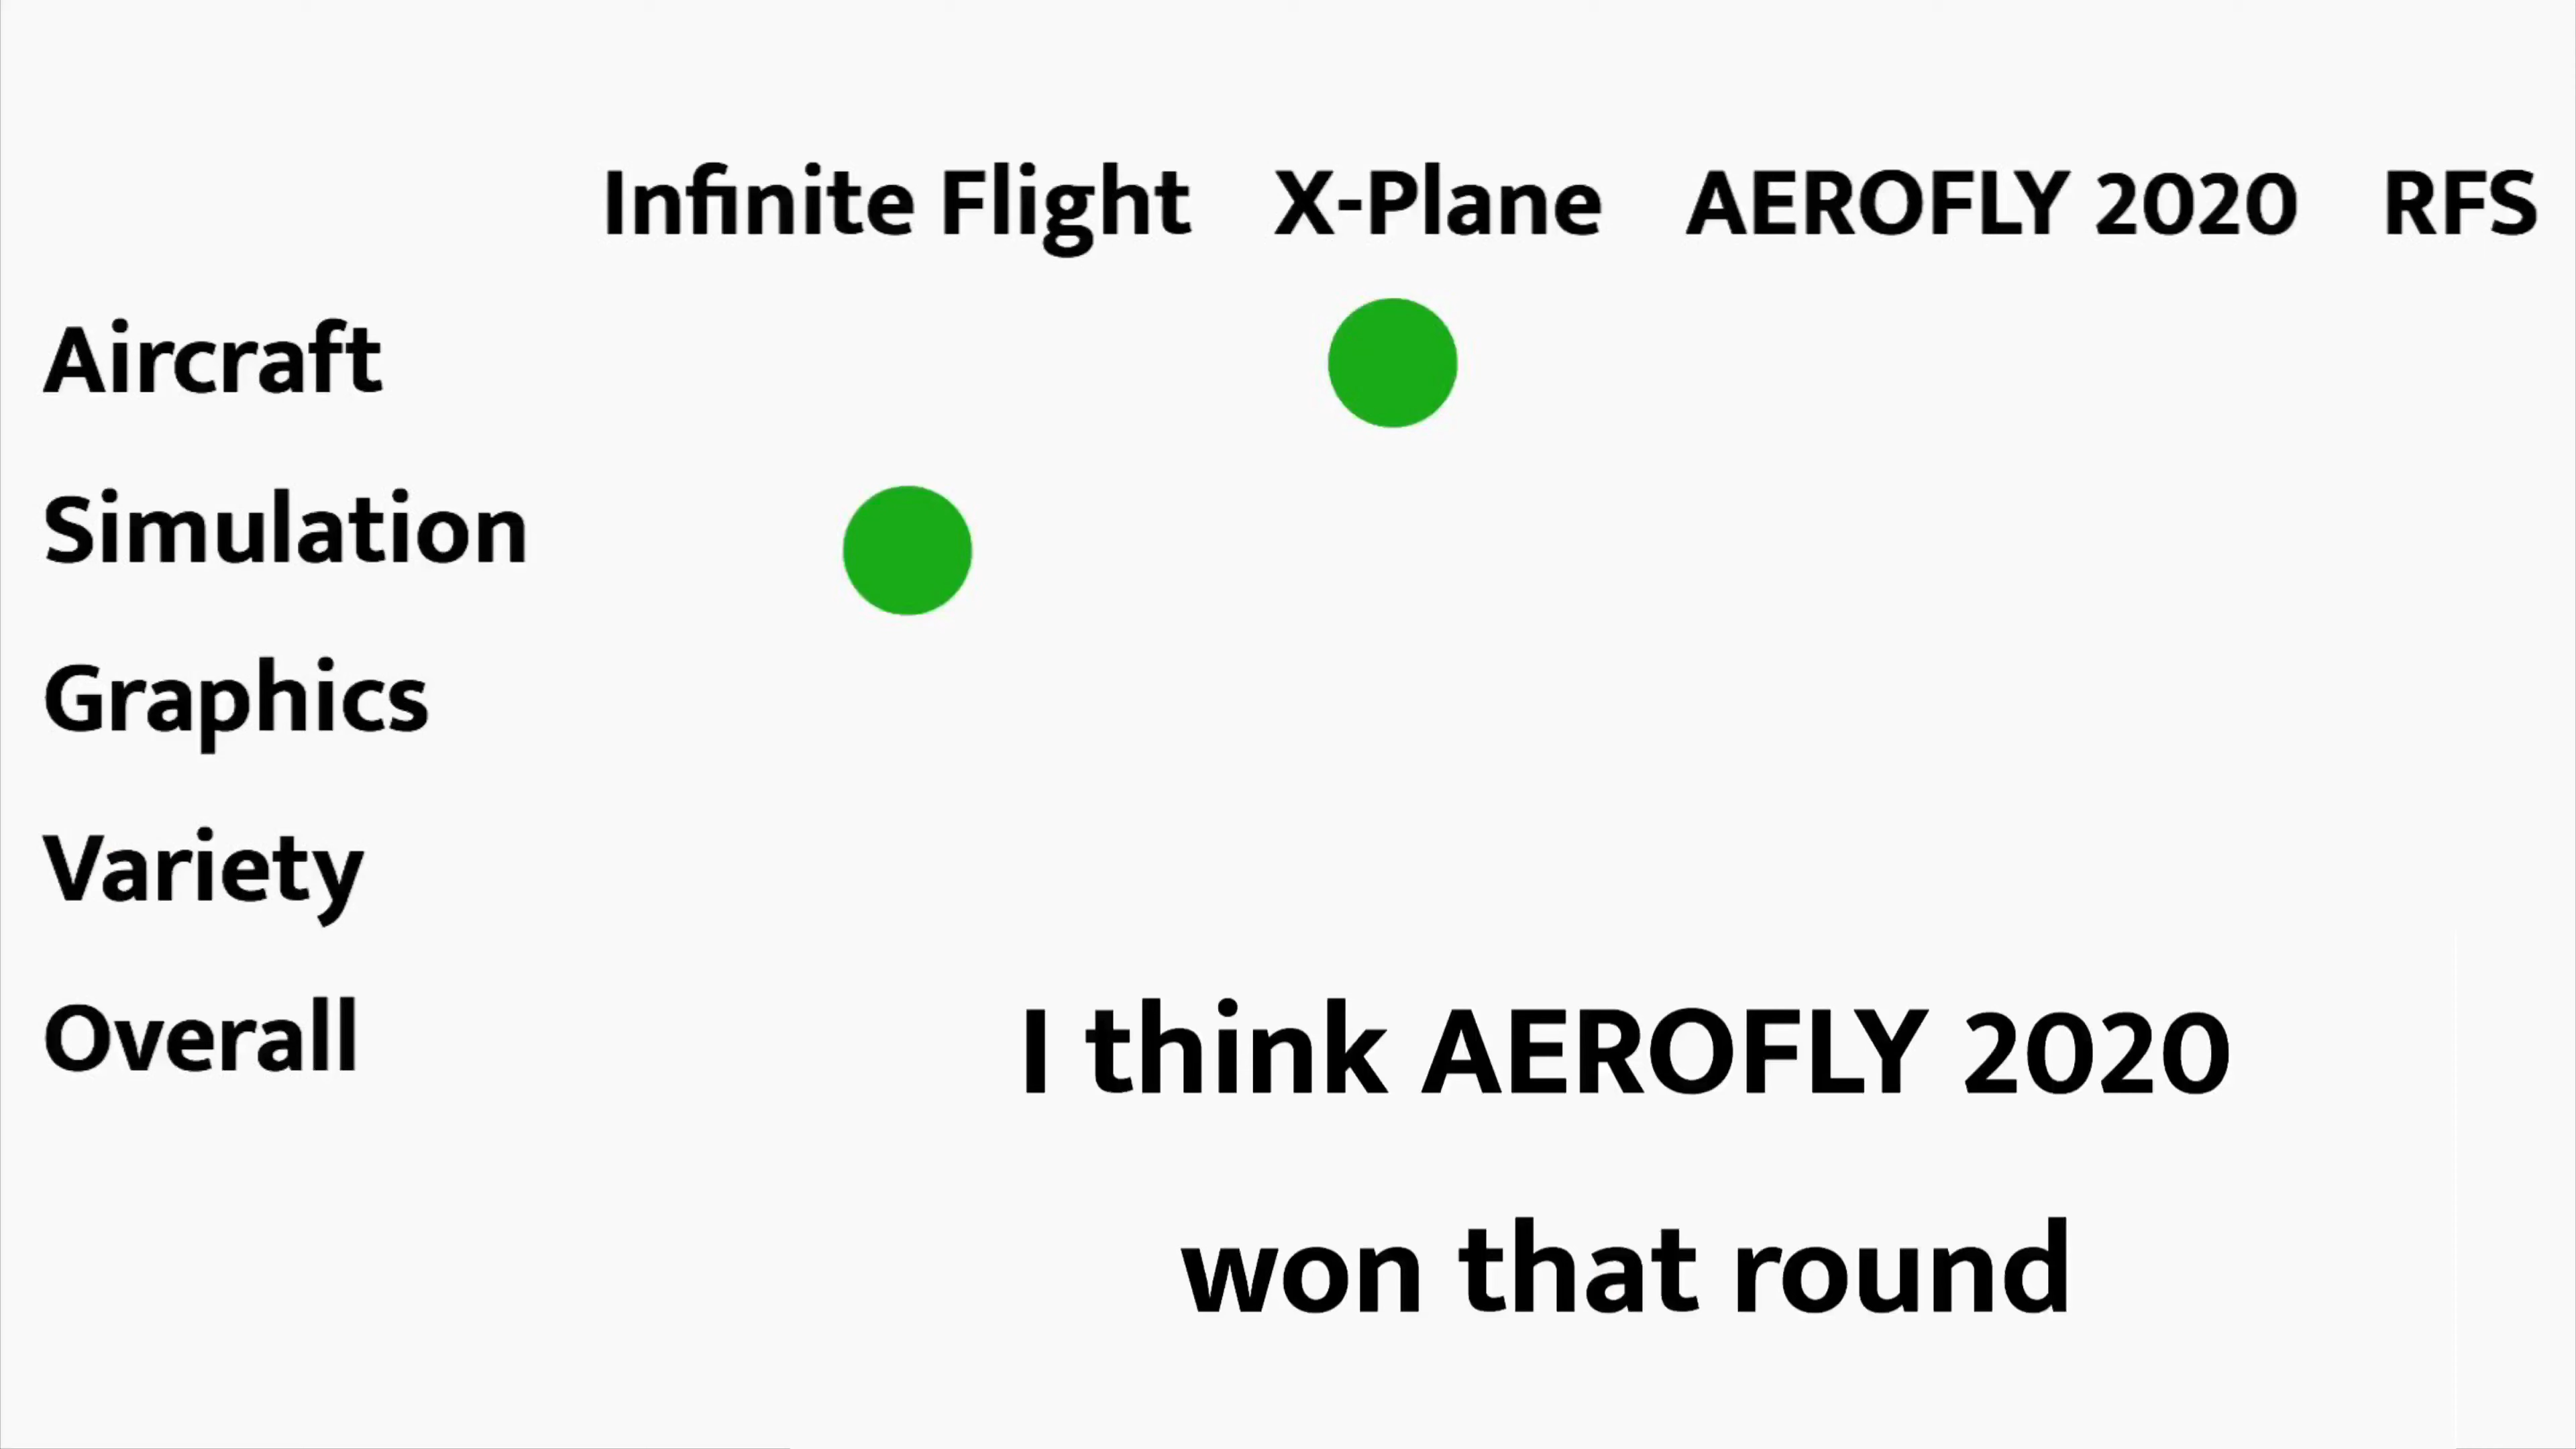 Infinite Flight X-Plane AEROFLY 2020 RFS
Aircraft
Simulation
Graphics
Variety
Overall
I think AEROFLY 2020
won that round